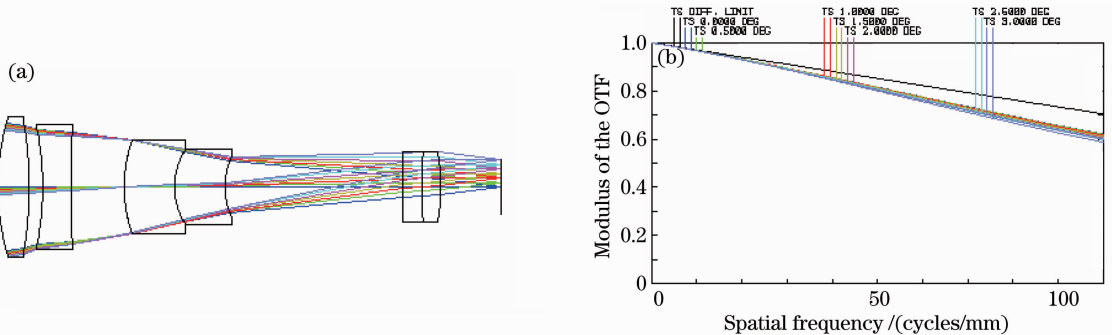 (a)
TS DIFF. LIMIT
TS 0.0000 DEG
TS 0.5000 DEG
TS 1.0000 DEG
TS 1.5000 DEG
TS 2.0000 DEG
TS 2.5000 DEG
TS 3.0000 DEG
(b)
1.0
0.8
0.6
0.4
0.2
0
Modulus of the OTF
0
50
100
Spatial frequency /(cycles/mm)